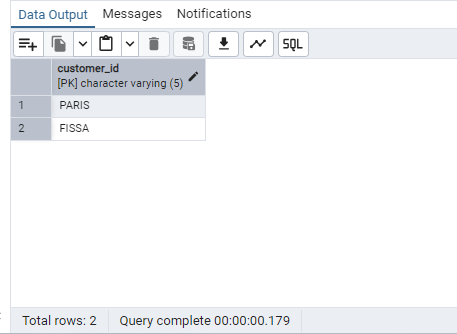 Data Output Messages Notifications
SQL
customer_id
[PK] character varying (5)
1 PARIS
2 FISSA
Total rows: 2 Query complete 00:00:00.179